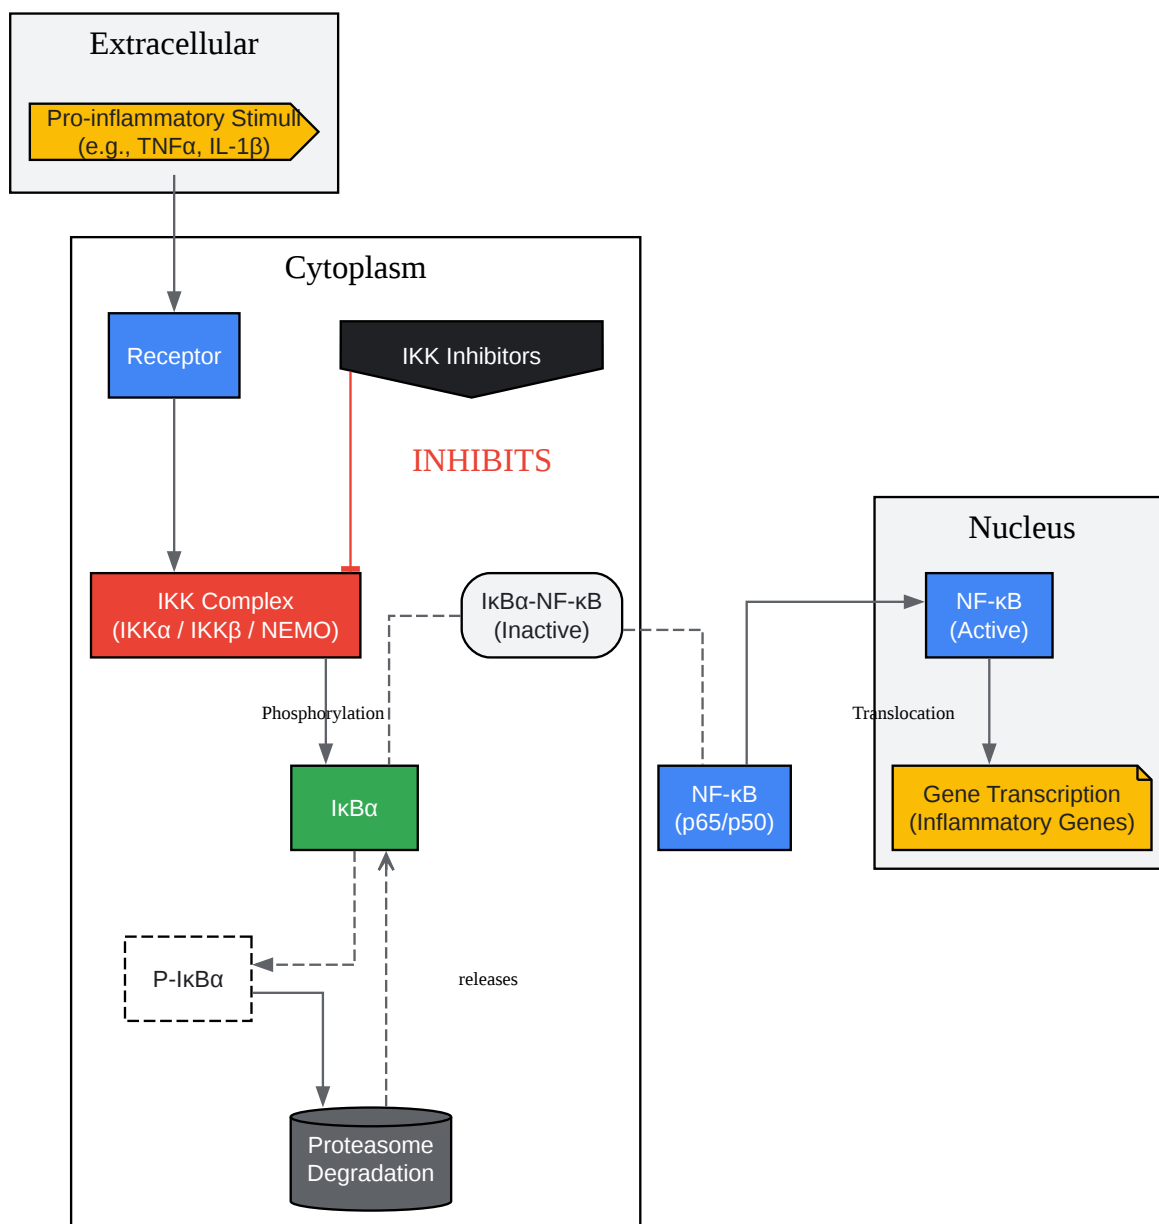 Extracellular
Pro-inflammatory Stimuli
(e.g., TNFα, IL-1β)
Cytoplasm
Receptor
IKK Inhibitors
INHIBITS
Nucleus
IKK Complex
(IKKα / IKKβ / NEMO)
IκBα-NF-κB
(Inactive)
NF-κB
(Active)
Phosphorylation
Translocation
IκBα
NF-κB
(p65/p50)
Gene Transcription
(Inflammatory Genes)
P-IκBα
releases
Proteasome
Degradation